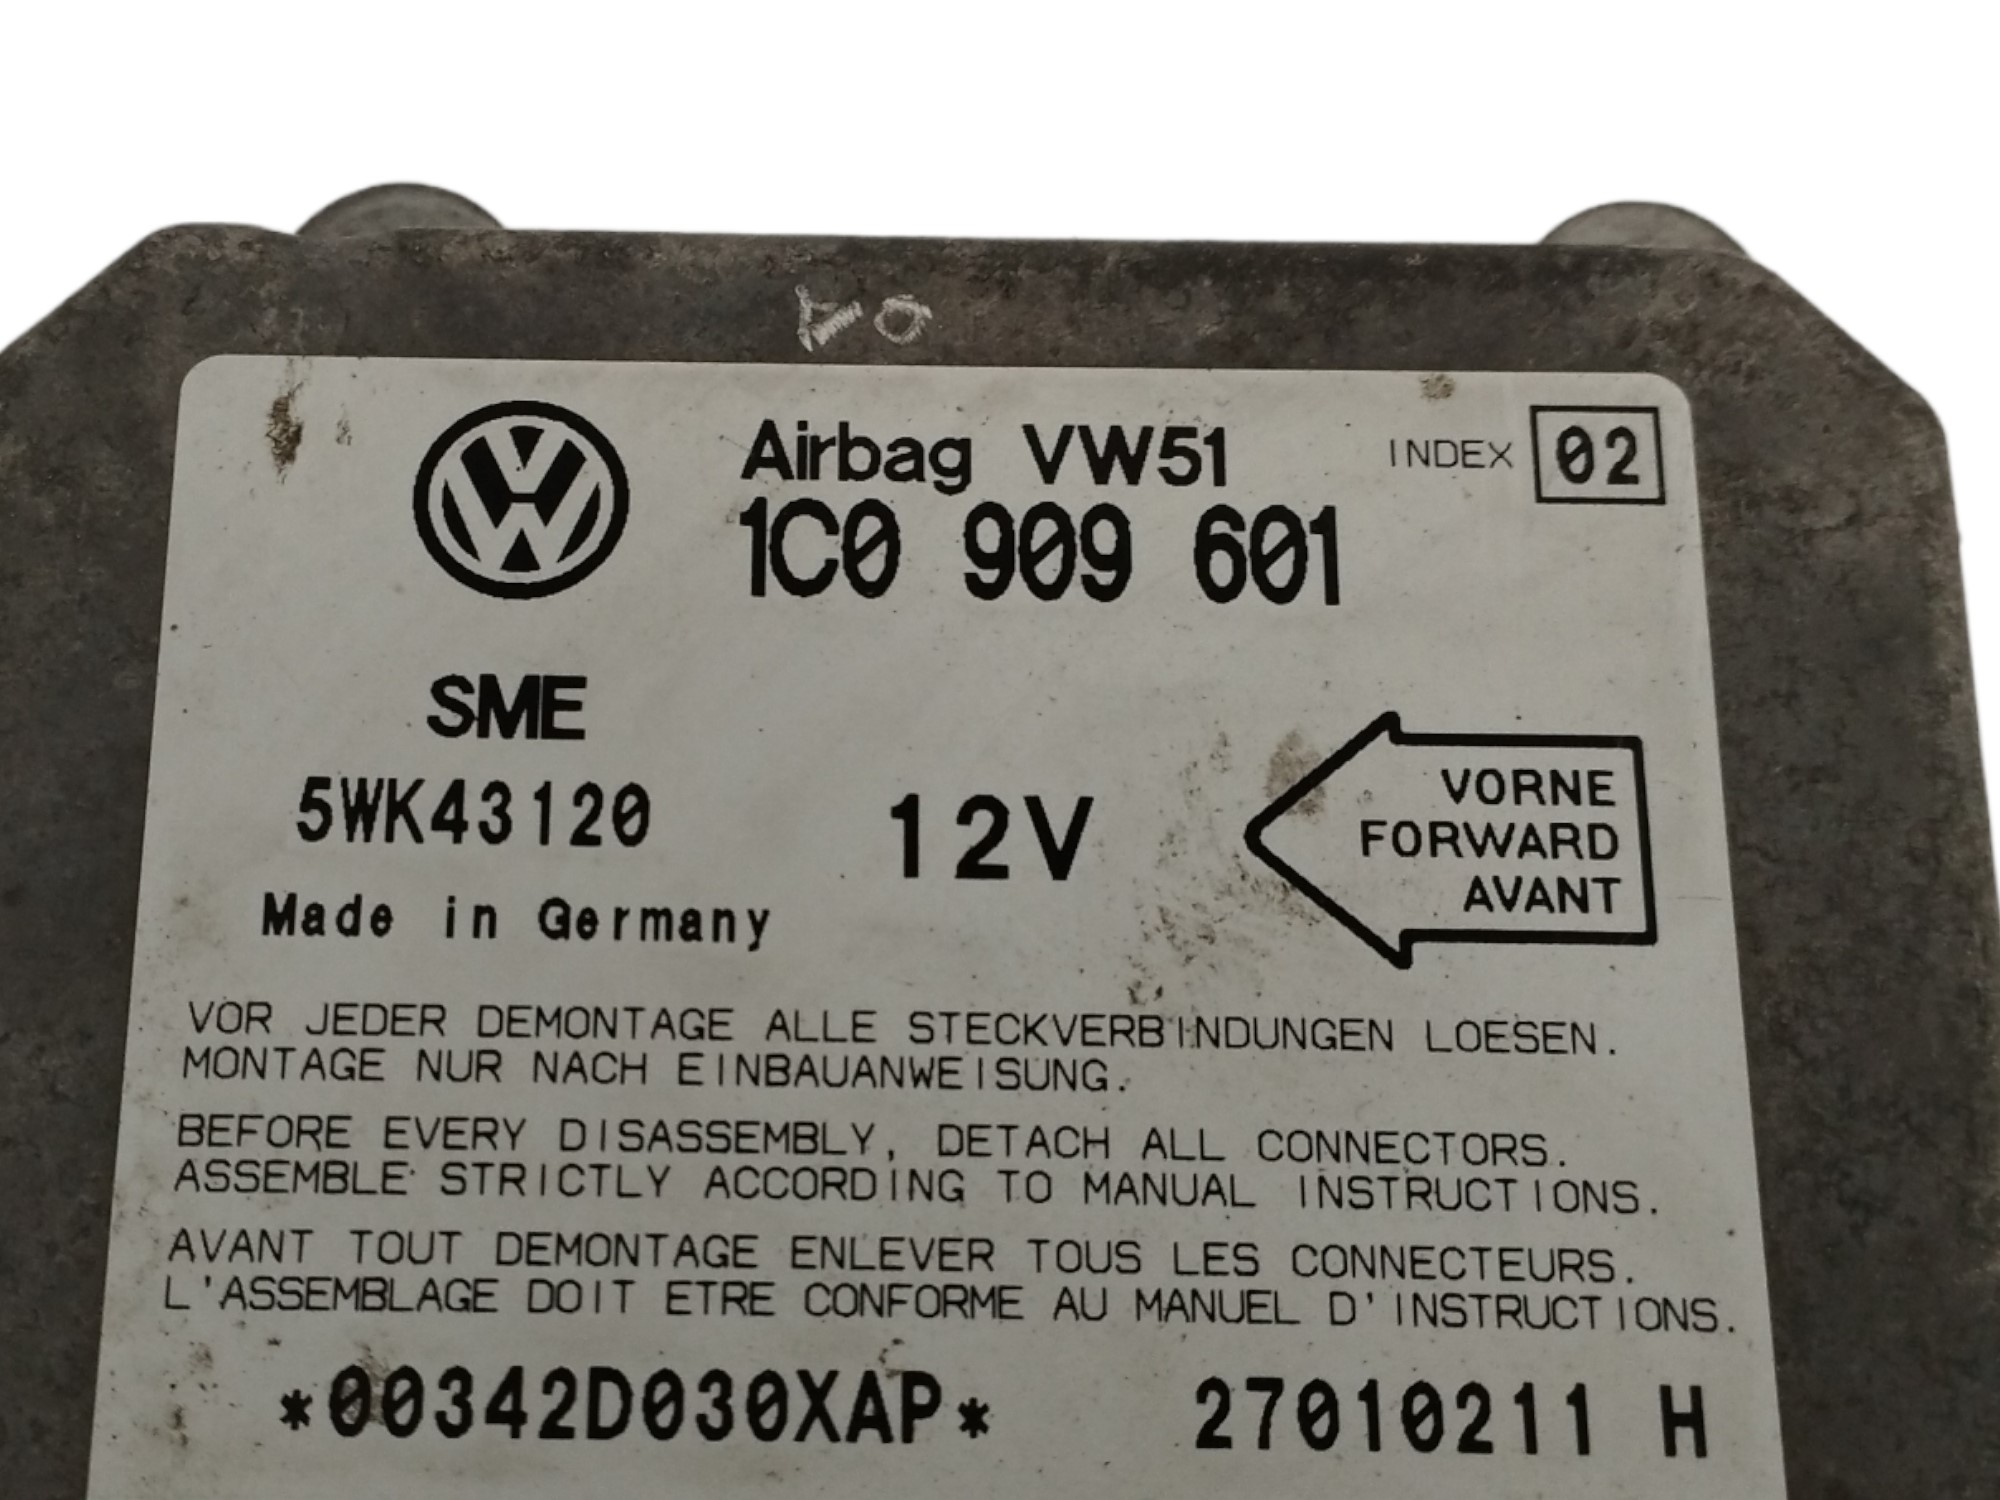 Airbag VW51
INDEX 02
1C0 909 601
SME
5WK43120
Made in Germany
12V
VORNE
FORWARD
AVANT
VOR JEDER DEMONTAGE ALLE STECKVERBINDUNGEN LOESEN.
MONTAGE NUR NACH EINBAUANWEISUNG.
BEFORE EVERY DISASSEMBLY, DETACH ALL CONNECTORS.
ASSEMBLE STRICTLY ACCORDING TO MANUAL INSTRUCTIONS.
AVANT TOUT DEMONTAGE ENLEVER TOUS LES CONNECTEURS.
L'ASSEMBLAGE DOIT ETRE CONFORME AU MANUEL D'INSTRUCTIONS.
*00342D030XAP*
27010211 H